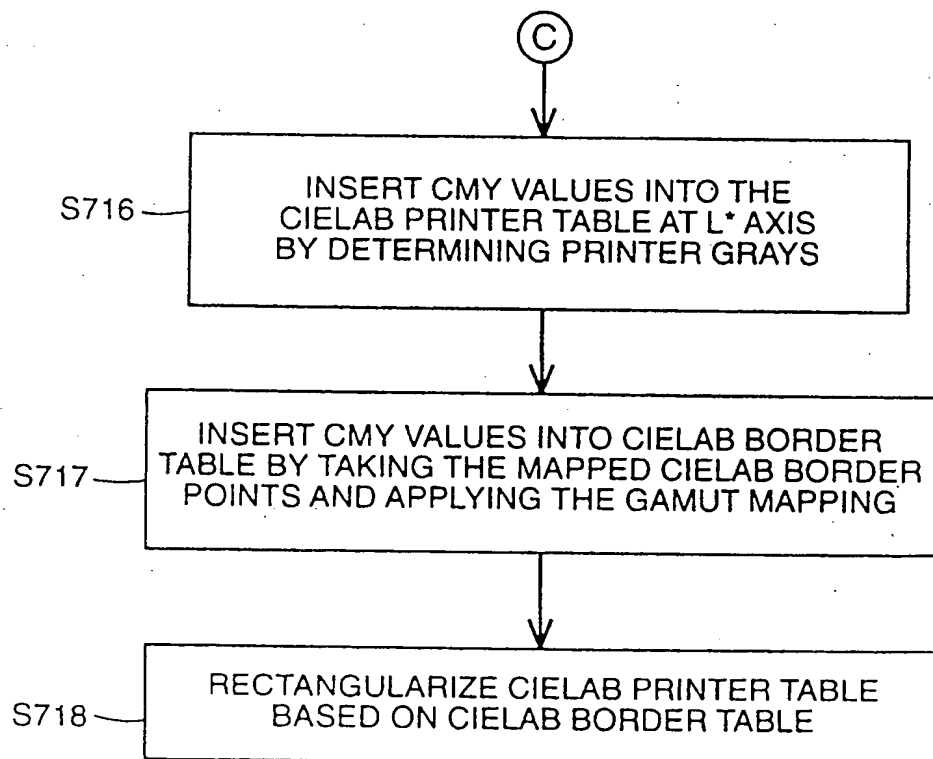 C
S716
INSERT CMY VALUES INTO THE
CIELAB PRINTER TABLE AT L* AXIS
BY DETERMINING PRINTER GRAYS
S717
INSERT CMY VALUES INTO CIELAB BORDER
TABLE BY TAKING THE MAPPED CIELAB BORDER
POINTS AND APPLYING THE GAMUT MAPPING
S718
RECTANGULARIZE CIELAB PRINTER TABLE
BASED ON CIELAB BORDER TABLE